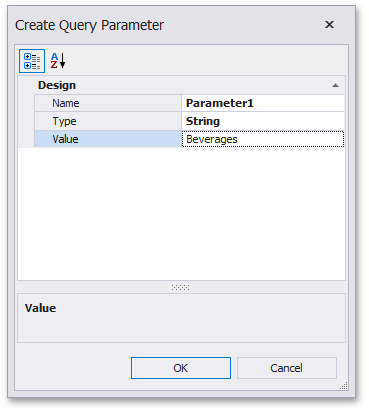 Create Query Parameter
A
Z
Design
Name Parameter1
Type String
Value Beverages
Value
OK Cancel